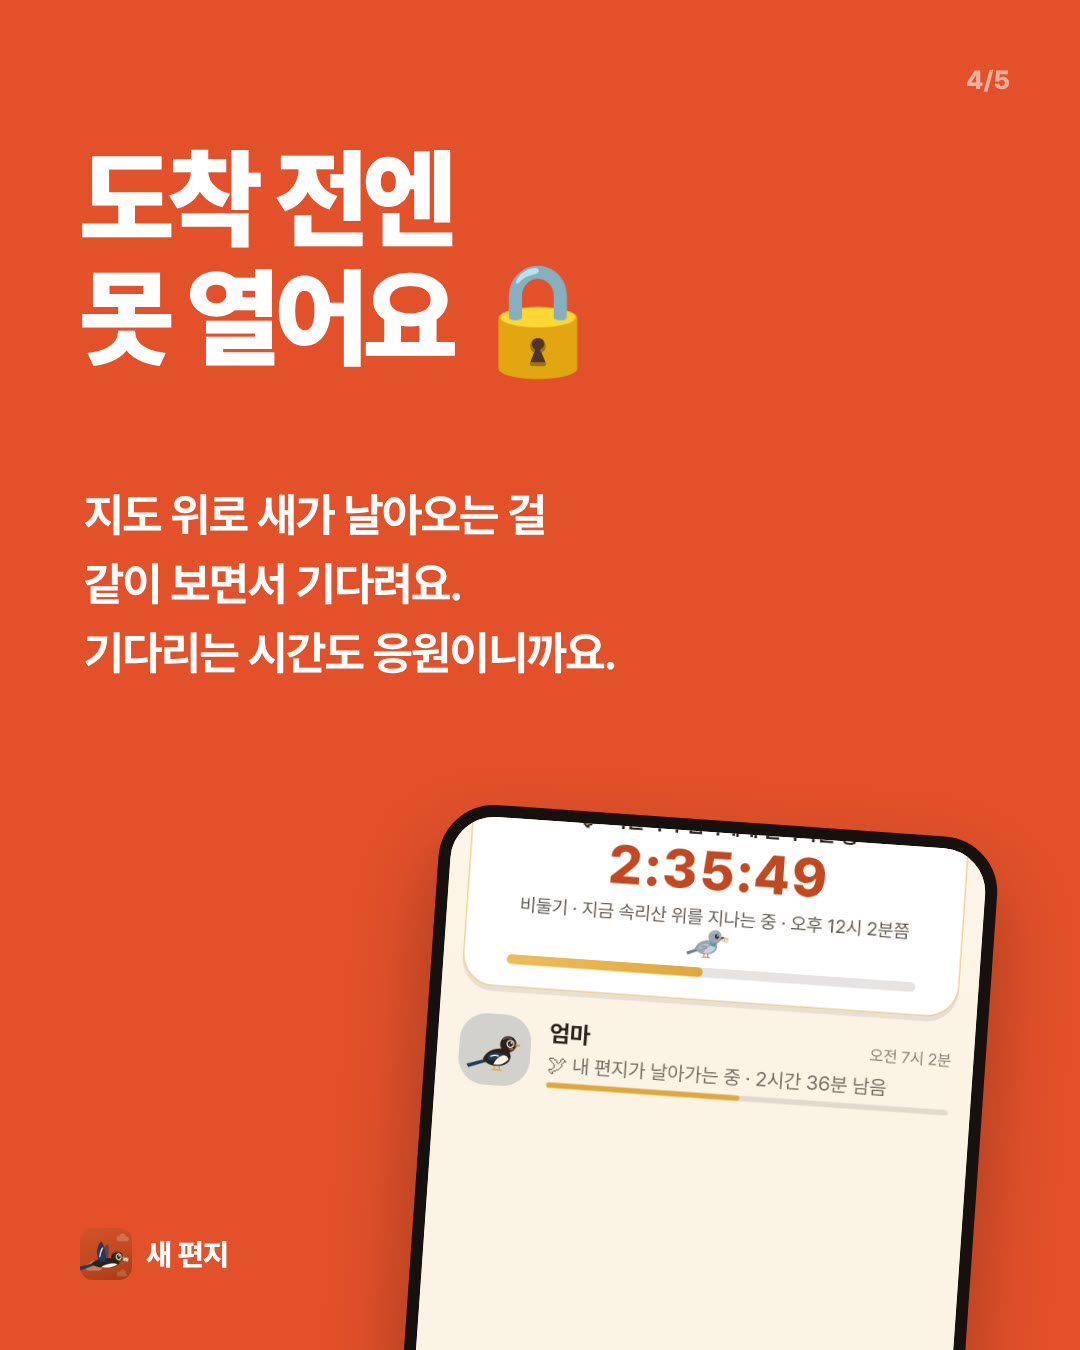 4/5
도착 전엔
못 열어요
지도 위로 새가 날아오는 걸
같이 보면서 기다려요.
기다리는 시간도 응원이니까요.
2:35:49
비둘기 · 지금 속리산 위를 지나는 중 · 오후 12시 2분쯤
엄마
오전 7시 2분
내 편지가 날아가는 중 · 2시간 36분 남음
새 편지